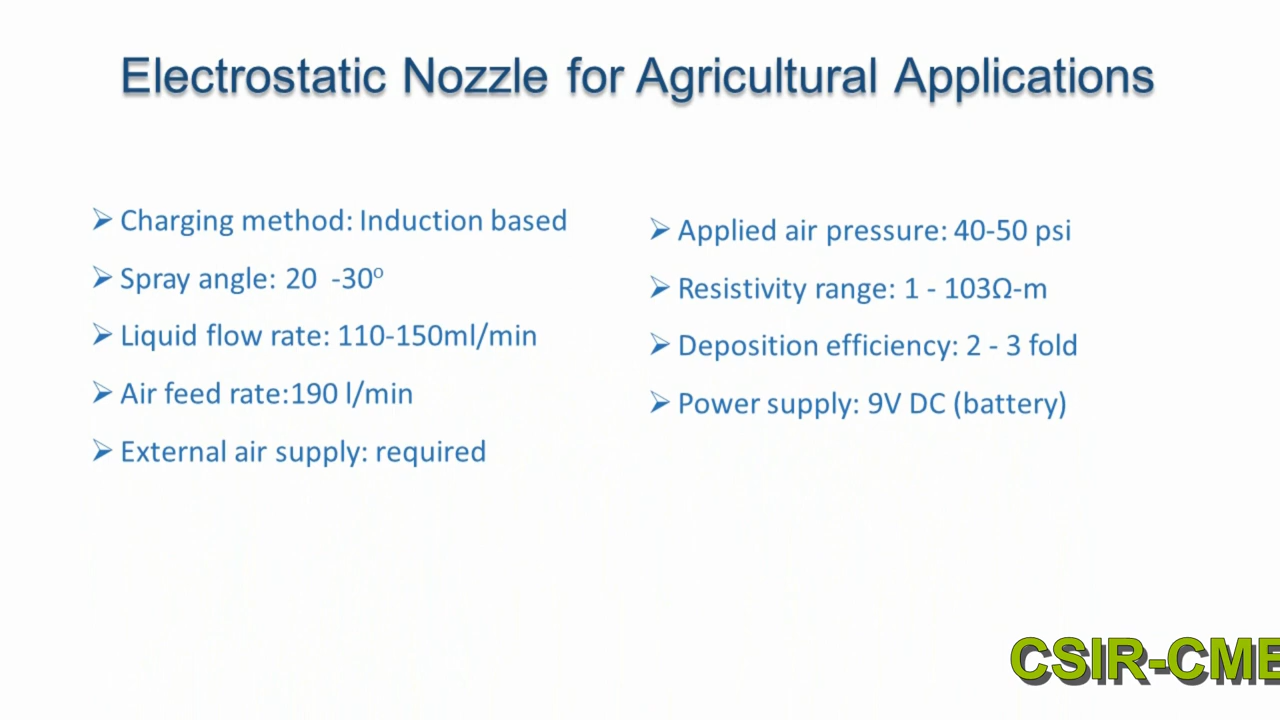 Electrostatic Nozzle for Agricultural Applications
➢ Charging method: Induction based
➢ Spray angle: 20 -30º
➢ Liquid flow rate: 110-150ml/min
➢ Air feed rate:190 l/min
➢ External air supply: required
➢ Applied air pressure: 40-50 psi
➢ Resistivity range: 1 - 103Ω-m
➢ Deposition efficiency: 2 - 3 fold
➢ Power supply: 9V DC (battery)
CSIR-CME